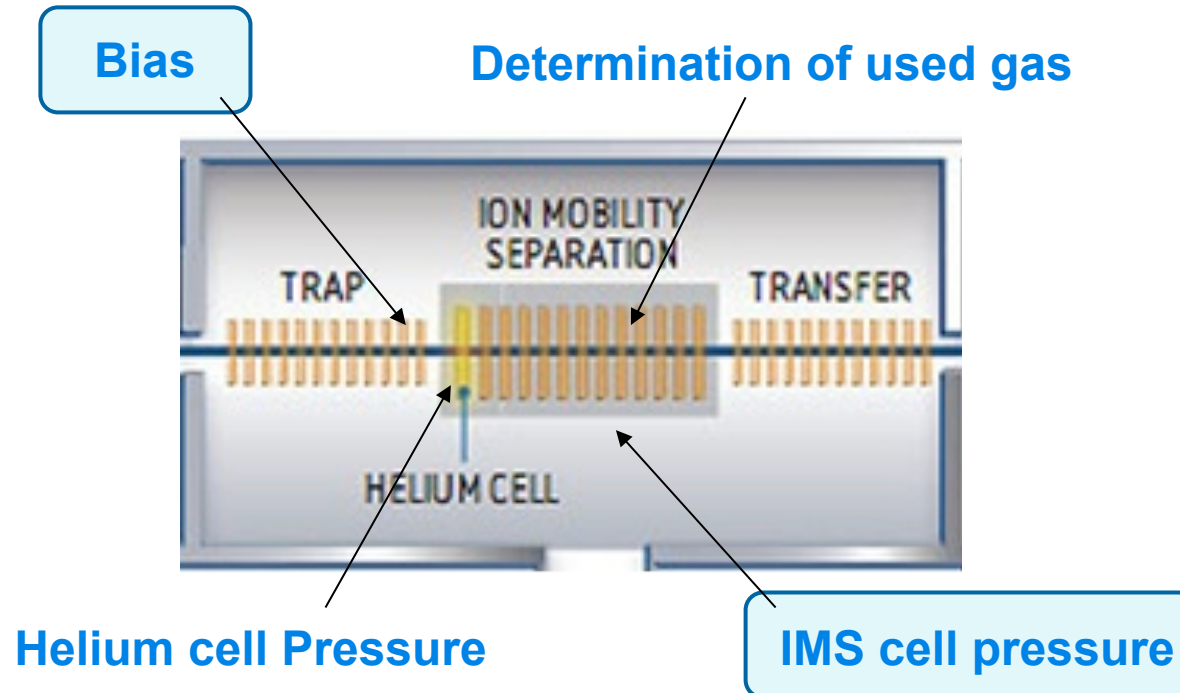 Bias
Determination of used gas
ION MOBILITY
SEPARATION
TRAP
TRANSFER
HELIUM CELL
Helium cell Pressure
IMS cell pressure